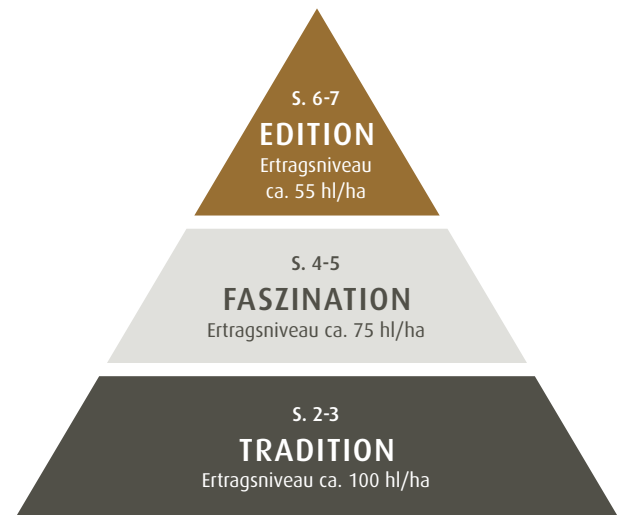 S. 6-7
EDITION
Ertragsniveau
ca. 55 hl/ha
S. 4-5
FASZINATION
Ertragsniveau ca. 75 hl/ha
S. 2-3
TRADITION
Ertragsniveau ca. 100 hl/ha